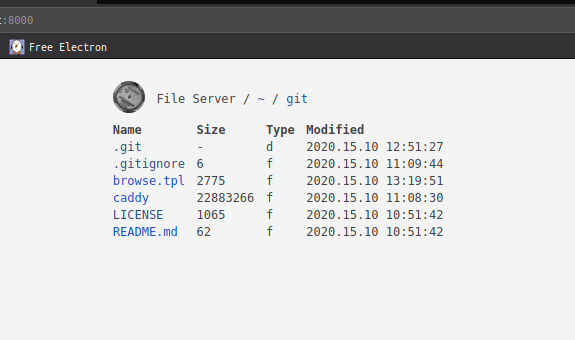 :8000
Free Electron
File Server / ~ / git
Name Size Type Modified
.git - d 2020.15.10 12:51:27
.gitignore 6 f 2020.15.10 11:09:44
browse.tpl 2775 f 2020.15.10 13:19:51
caddy 22883266 f 2020.15.10 11:08:30
LICENSE 1065 f 2020.15.10 10:51:42
README.md 62 f 2020.15.10 10:51:42